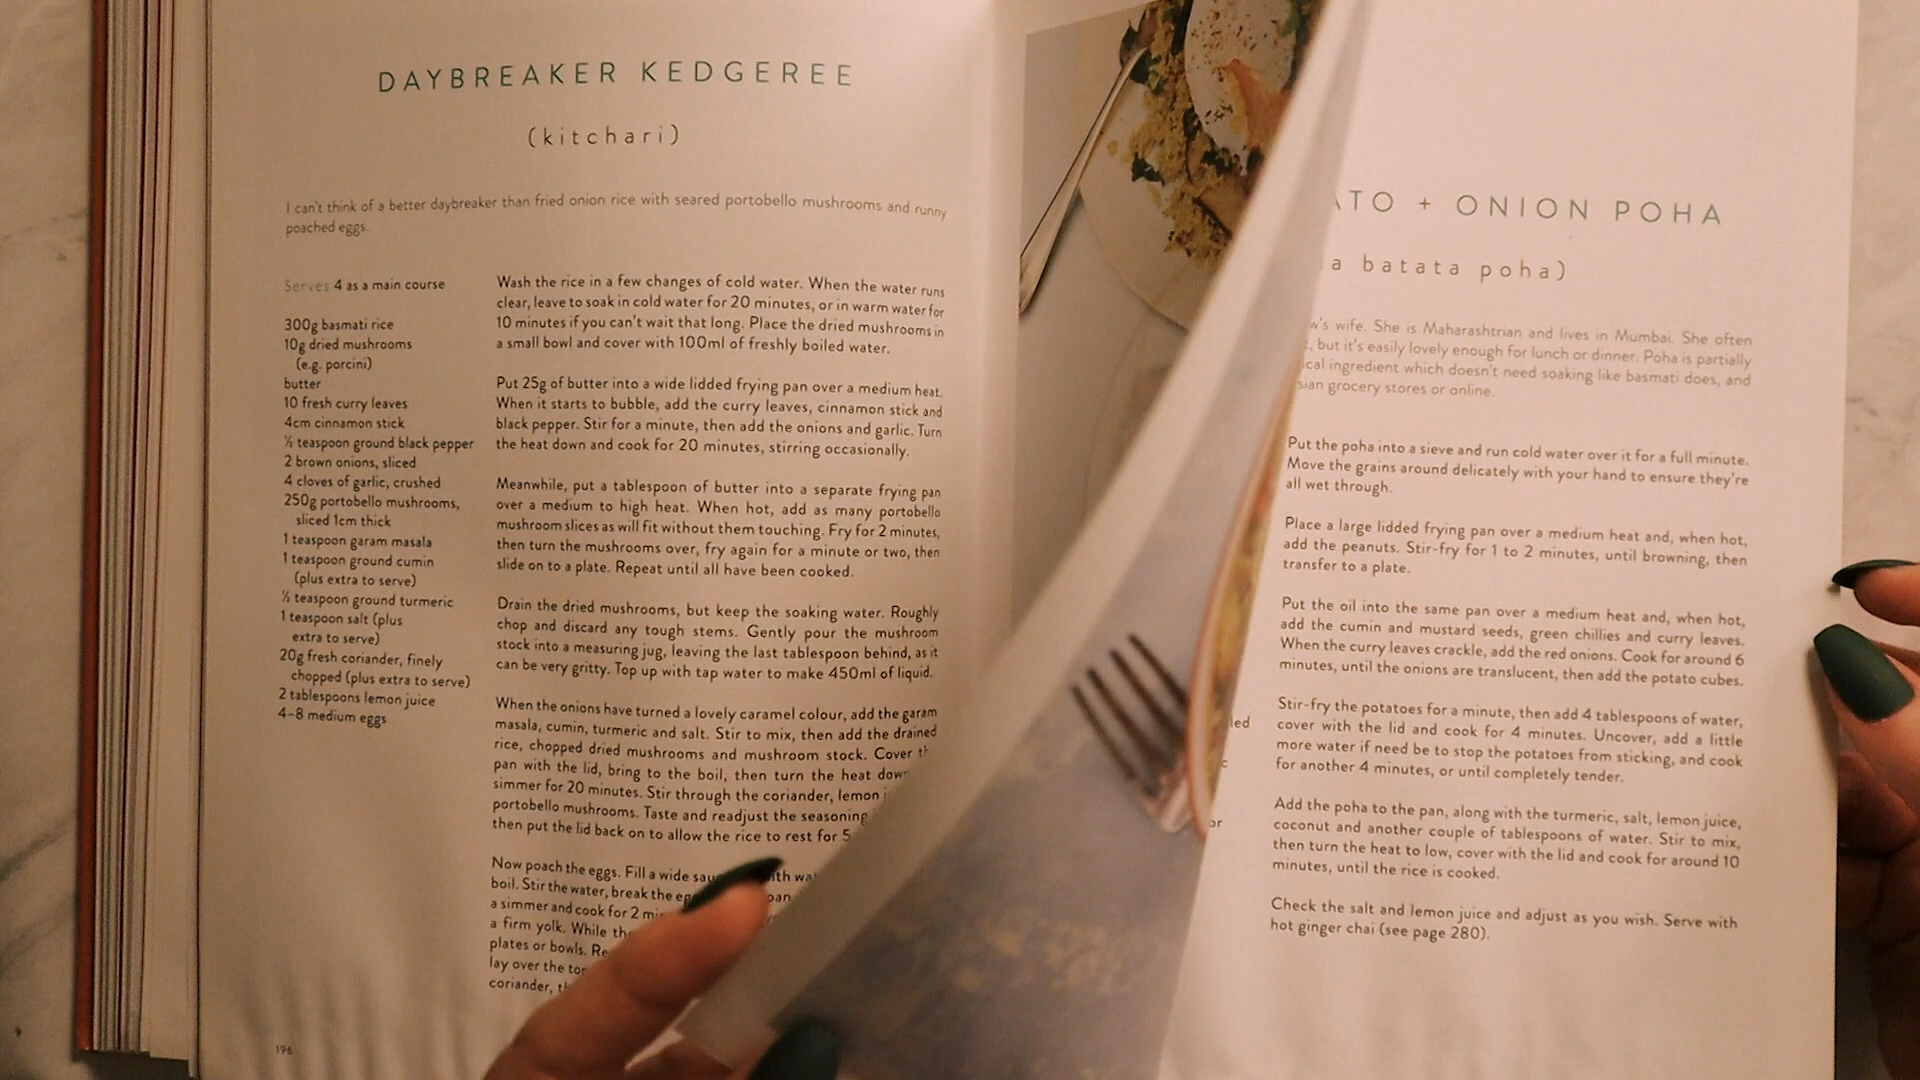 DAYBREAKER KEDGEREE
(kitchari)
I can't think of a better daybreaker than fried onion rice with seared portobello mushrooms and runny
poached eggs.
Serves 4 as a main course
300g basmati rice
10g dried mushrooms
(e.g. porcini)
butter
10 fresh curry leaves
4cm cinnamon stick
½ teaspoon ground black pepper
2 brown onions, sliced
4 cloves of garlic, crushed
250g portobello mushrooms,
sliced 1cm thick
1 teaspoon garam masala
1 teaspoon ground cumin
(plus extra to serve)
½ teaspoon ground turmeric
1 teaspoon salt (plus
extra to serve)
20g fresh coriander, finely
chopped (plus extra to serve)
2 tablespoons lemon juice
4–8 medium eggs
Wash the rice in a few changes of cold water. When the water runs
clear, leave to soak in cold water for 20 minutes, or in warm water for
10 minutes if you can't wait that long. Place the dried mushrooms in
a small bowl and cover with 100ml of freshly boiled water.
Put 25g of butter into a wide lidded frying pan over a medium heat.
When it starts to bubble, add the curry leaves, cinnamon stick and
black pepper. Stir for a minute, then add the onions and garlic. Turn
the heat down and cook for 20 minutes, stirring occasionally.
Meanwhile, put a tablespoon of butter into a separate frying pan
over a medium to high heat. When hot, add as many portobello
mushroom slices as will fit without them touching. Fry for 2 minutes,
then turn the mushrooms over, fry again for a minute or two, then
slide on to a plate. Repeat until all have been cooked.
Drain the dried mushrooms, but keep the soaking water. Roughly
chop and discard any tough stems. Gently pour the mushroom
stock into a measuring jug, leaving the last tablespoon behind, as it
can be very gritty. Top up with tap water to make 450ml of liquid.
When the onions have turned a lovely caramel colour, add the garam
masala, cumin, turmeric and salt. Stir to mix, then add the drained
rice, chopped dried mushrooms and mushroom stock. Cover
pan with the lid, bring to the boil, then turn the heat
simmer for 20 minutes. Stir through the coriander, lemon
portobello mushrooms. Taste and readjust the seasoning
then put the lid back on to allow the rice to rest for 5
Now poach the eggs. Fill a wide
boil. Stir the water, break the
a simmer and cook for 2
a firm yolk. While
plates or bowls.
lay over the
coriander,
196
+ ONION POHA
batata poha)
wife. She is Maharashtrian and lives in Mumbai. She often
but it's easily lovely enough for lunch or dinner. Poha is partially
ingredient which doesn't need soaking like basmati does, and
grocery stores or online.
Put the poha into a sieve and run cold water over it for a full minute.
Move the grains around delicately with your hand to ensure they're
all wet through.
Place a large lidded frying pan over a medium heat and, when hot,
add the peanuts. Stir-fry for 1 to 2 minutes, until browning, then
transfer to a plate.
Put the oil into the same pan over a medium heat and, when hot,
add the cumin and mustard seeds, green chillies and curry leaves.
When the curry leaves crackle, add the red onions. Cook for around 6
minutes, until the onions are translucent, then add the potato cubes.
Stir-fry the potatoes for a minute, then add 4 tablespoons of water,
cover with the lid and cook for 4 minutes. Uncover, add a little
more water if need be to stop the potatoes from sticking, and cook
for another 4 minutes, or until completely tender.
Add the poha to the pan, along with the turmeric, salt, lemon juice,
coconut and another couple of tablespoons of water. Stir to mix,
then turn the heat to low, cover with the lid and cook for around 10
minutes, until the rice is cooked.
Check the salt and lemon juice and adjust as you wish. Serve with
hot ginger chai (see page 280).